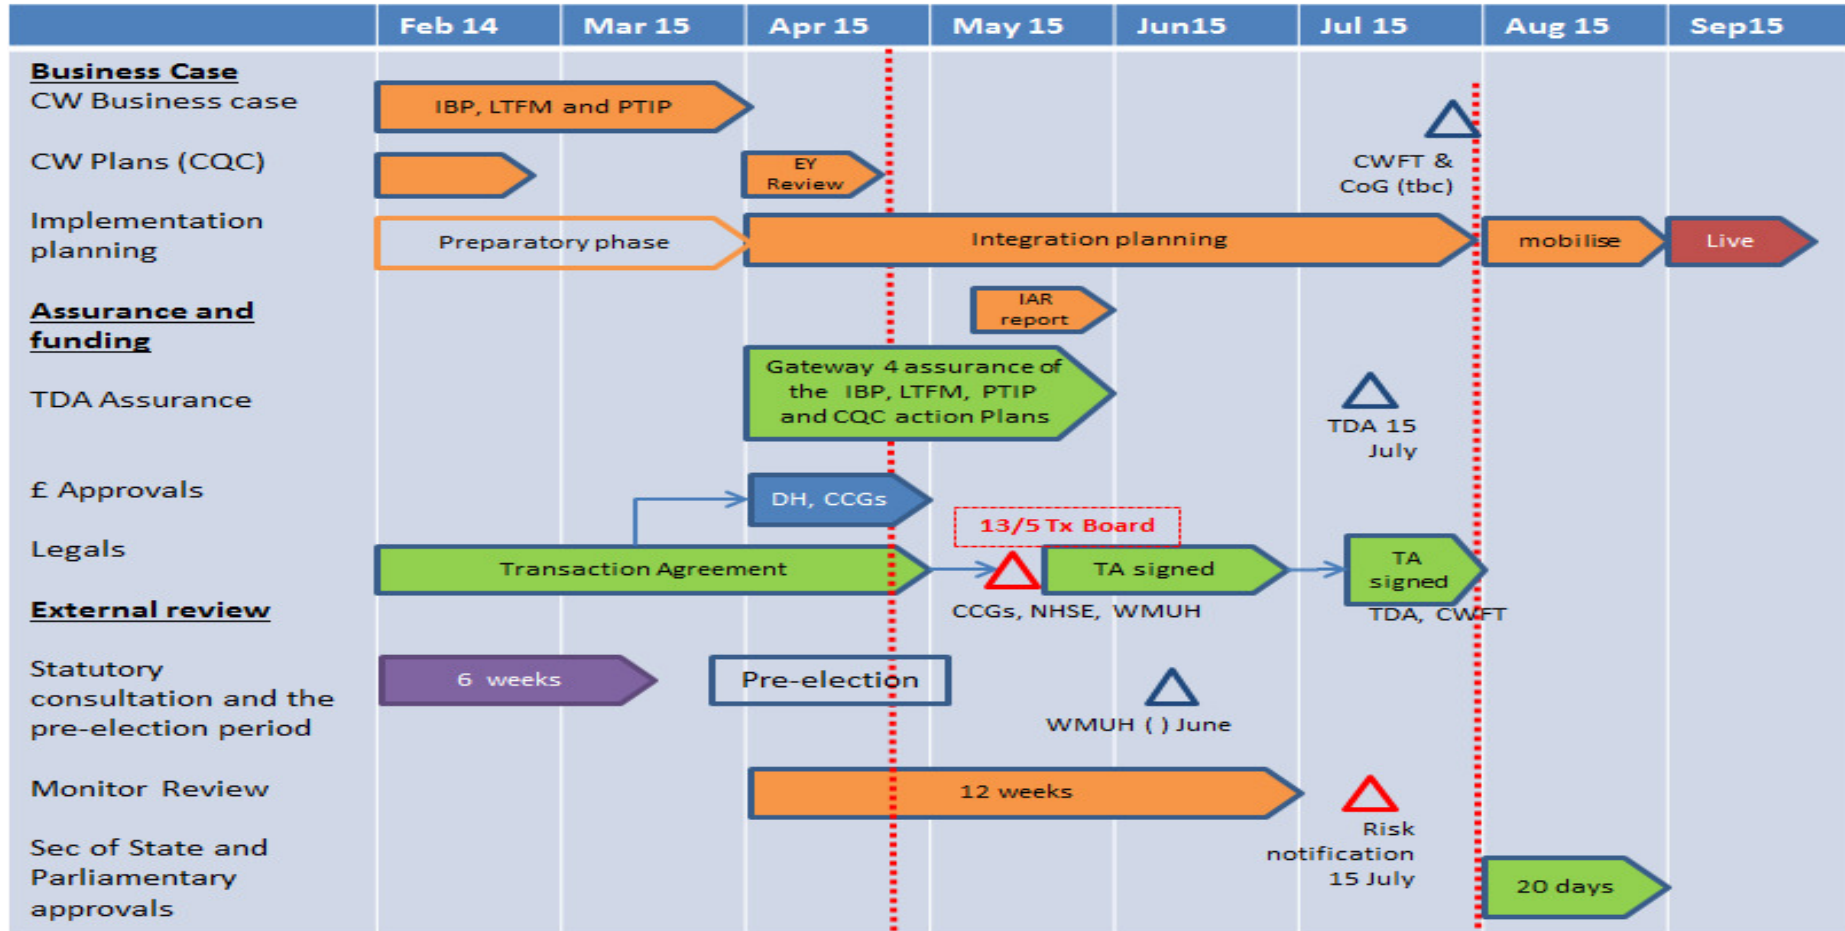 Feb 14 Mar 15 Apr 15 May 15 Jun15 Jul 15 Aug 15 Sep15
Business Case
CW Business case
IBP, LTFM and PTIP
CWFT &
CoG (tbc)
CW Plans (CQC)
EY
Review
Implementation
planning
Preparatory phase
Integration planning
mobilise
Live
Assurance and
funding
IAR
report
TDA Assurance
Gateway 4 assurance of
the IBP, LTFM, PTIP
and CQC action Plans
TDA 15
July
£ Approvals
DH, CCGs
13/5 Tx Board
Legals
Transaction Agreement
CCGs, NHSE, WMUH
TA signed
TA
signed
TDA, CWFT
External review
Statutory
consultation and the
pre-election period
6 weeks
Pre-election
WMUH ( ) June
Monitor Review
12 weeks
Risk
notification
15 July
Sec of State and
Parliamentary
approvals
20 days